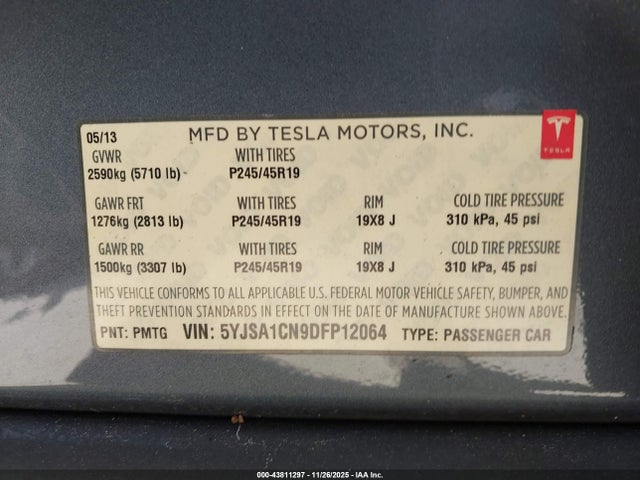 05/13 MFD BY TESLA MOTORS, INC.
TESLA
GVWR WITH TIRES
2590kg (5710 lb) P245/45R19
GAWR FRT WITH TIRES RIM COLD TIRE PRESSURE
1276kg (2813 lb) P245/45R19 19X8 J 310 kPa, 45 psi
GAWR RR WITH TIRES RIM COLD TIRE PRESSURE
1500kg (3307 lb) P245/45R19 19X8 J 310 kPa, 45 psi
THIS VEHICLE CONFORMS TO ALL APPLICABLE U.S. FEDERAL MOTOR VEHICLE SAFETY, BUMPER, AND
THEFT PREVENTION STANDARDS IN EFFECT ON THE DATE OF MANUFACTURE SHOWN ABOVE.
PNT: PMTG VIN: 5YJSA1CN9DFP12064 TYPE: PASSENGER CAR
000-43811297 - 11/26/2025 - IAA Inc.